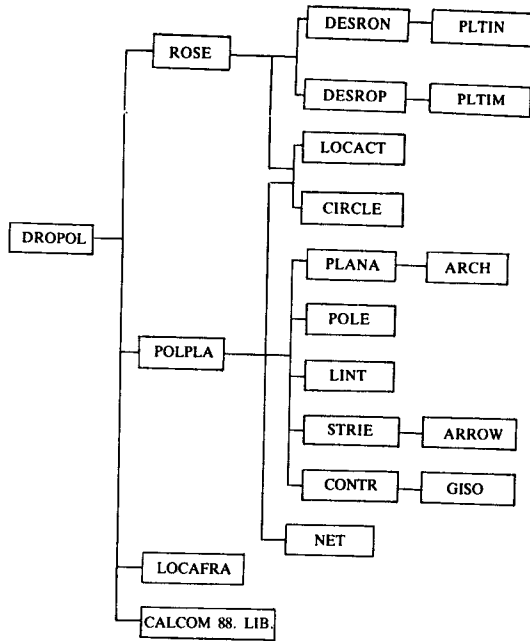 DESRON
PLTIN
ROSE
DESROP
PLTIM
LOCACT
CIRCLE
DROPOL
PLANA
ARCH
POLE
POLPLA
LINT
STRIE
ARROW
CONTR
GISO
NET
LOCAFRA
CALCOM 88. LIB.